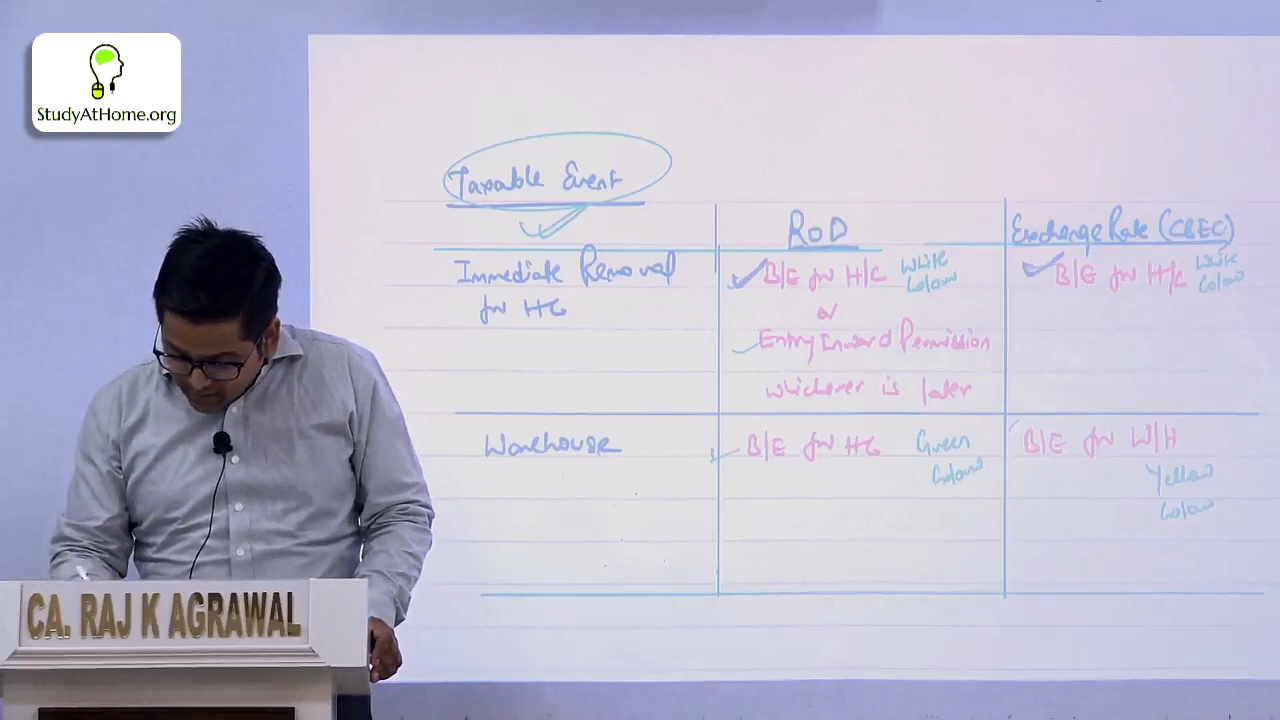 StudyAtHome.org
Taxable Event
RoD
Exchange Rate (CBEC)
Immediate Removal
for HC
B/E for H/C White Colour
or
Entry Inward Permission
whichever is later
B/E for H/C White Colour
Warehouse
B/E for HC Green
Colour
B/E for W/H
Yellow
Colour
CA. RAJ K AGRAWAL